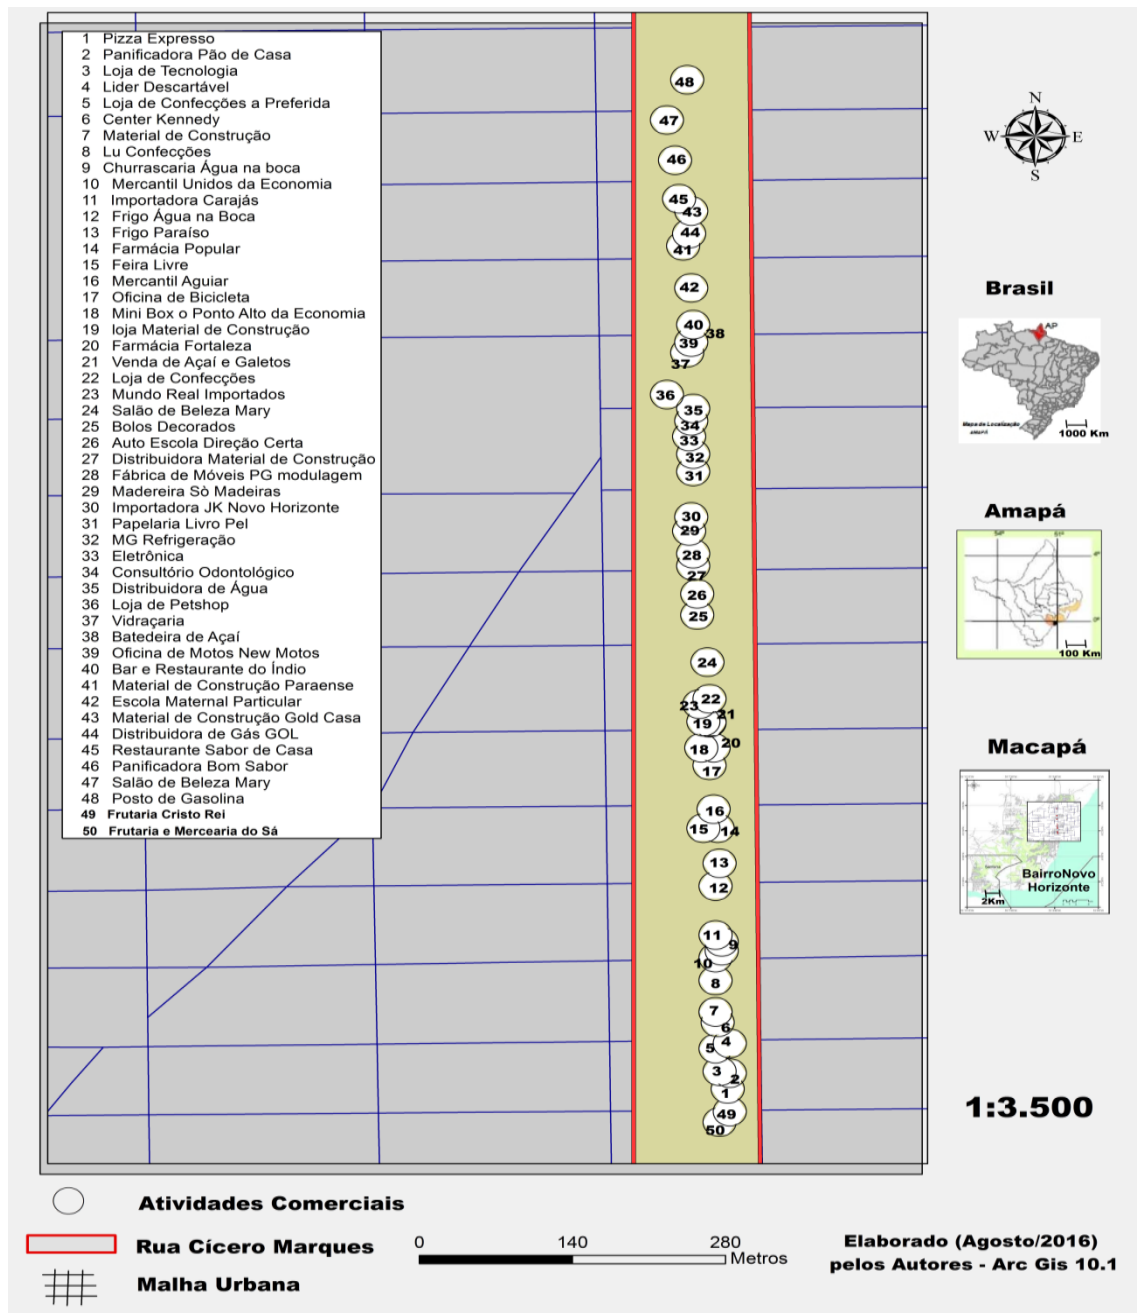 1 Pizza Expresso
2 Panificadora Pão de Casa
3 Loja de Tecnologia
4 Lider Descartável
5 Loja de Confecções a Preferida
6 Center Kennedy
7 Material de Construção
8 Lu Confecções
9 Churrascaria Água na boca
10 Mercantil Unidos da Economia
11 Importadora Carajás
12 Frigo Água na Boca
13 Frigo Paraíso
14 Farmácia Popular
15 Feira Livre
16 Mercantil Aguiar
17 Oficina de Bicicleta
18 Mini Box o Ponto Alto da Economia
19 loja Material de Construção
20 Farmácia Fortaleza
21 Venda de Açaí e Galetos
22 Loja de Confecções
23 Mundo Real Importados
24 Salão de Beleza Mary
25 Bolos Decorados
26 Auto Escola Direção Certa
27 Distribuidora Material de Construção
28 Fábrica de Móveis PG modulagem
29 Madereira Sò Madeiras
30 Importadora JK Novo Horizonte
31 Papelaria Livro Pel
32 MG Refrigeração
33 Eletrônica
34 Consultório Odontológico
35 Distribuidora de Água
36 Loja de Petshop
37 Vidraçaria
38 Batedeira de Açaí
39 Oficina de Motos New Motos
40 Bar e Restaurante do Índio
41 Material de Construção Paraense
42 Escola Maternal Particular
43 Material de Construção Gold Casa
44 Distribuidora de Gás GOL
45 Restaurante Sabor de Casa
46 Panificadora Bom Sabor
47 Salão de Beleza Mary
48 Posto de Gasolina
49 Frutaria Cristo Rei
50 Frutaria e Mercearia do Sá
48
47
46
45
43
44
41
42
40
38
39
37
36
35
34
33
32
31
30
29
28
27
26
25
24
22
23
21
19
20
18
17
16
15
14
13
12
11
9
10
8
7
6
4
5
3
2
1
49
50
N
W E
S
Brasil
AP
Mapa de Localização
1000 Km
Amapá
54º 51º
4º
0º
100 Km
Macapá
BairroNovo
Horizonte
2Km
1:3.500
Atividades Comerciais
Rua Cícero Marques
Malha Urbana
0 140 280
Metros
Elaborado (Agosto/2016)
pelos Autores - Arc Gis 10.1